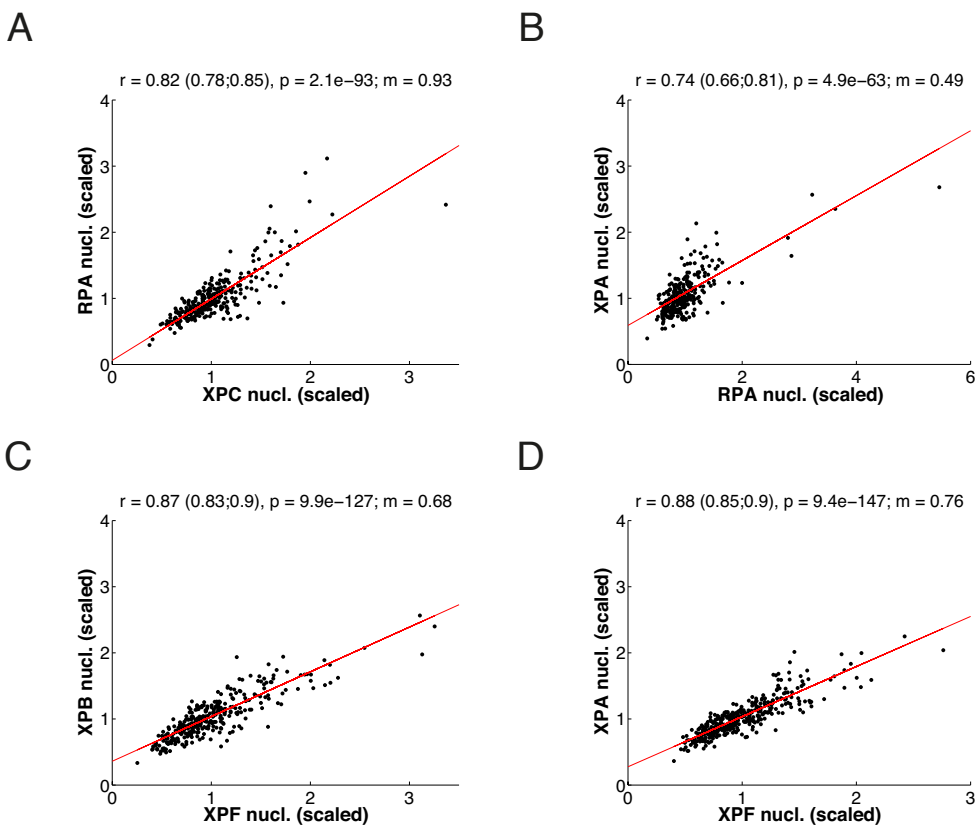 A
r = 0.82 (0.78;0.85), p = 2.1e−93; m = 0.93
4
3
2
1
0
RPA nucl. (scaled)
0 1 2 3
XPC nucl. (scaled)
B
r = 0.74 (0.66;0.81), p = 4.9e−63; m = 0.49
4
3
2
1
0
XPA nucl. (scaled)
0 2 4 6
RPA nucl. (scaled)
C
r = 0.87 (0.83;0.9), p = 9.9e−127; m = 0.68
4
3
2
1
0
XPB nucl. (scaled)
0 1 2 3
XPF nucl. (scaled)
D
r = 0.88 (0.85;0.9), p = 9.4e−147; m = 0.76
4
3
2
1
0
XPA nucl. (scaled)
0 1 2 3
XPF nucl. (scaled)